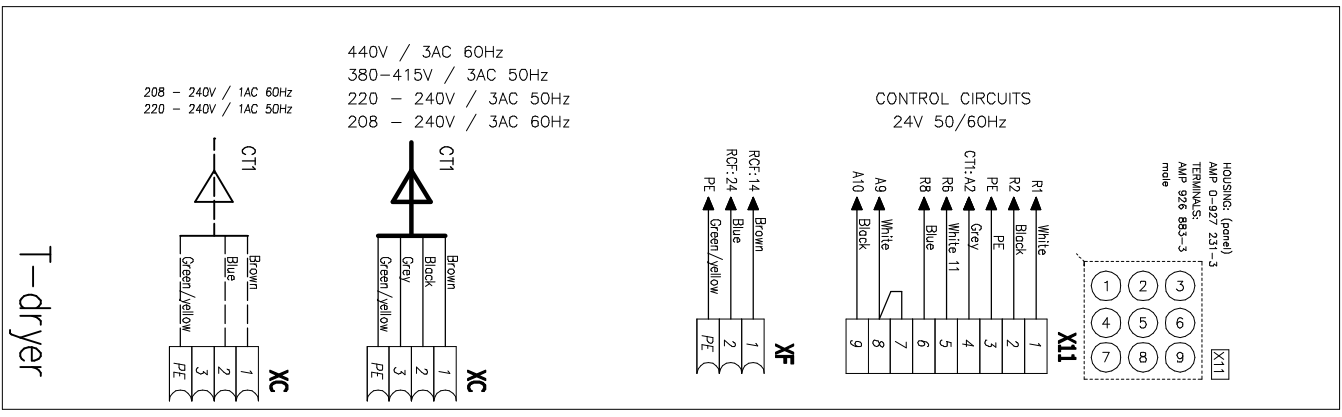 440V / 3AC 60Hz
380-415V / 3AC 50Hz
220 - 240V / 3AC 50Hz
208 - 240V / 3AC 60Hz
208 - 240V / 1AC 60Hz
220 - 240V / 1AC 50Hz
CONTROL CIRCUITS
24V 50/60Hz
HOUSING: (panel)
AMP 0-927 231-3
TERMINALS:
AMP 926 883-3
male
T-dryer
CT1
Brown
Blue
Green/yellow
1
2
3
PE
XC
CT1
Brown
Black
Grey
Green/yellow
1
2
3
PE
XC
RCF:14
RCF:24
PE
Brown
Blue
Green/yellow
1
2
PE
XF
R1
R2
PE
CT1:A2
R6
R8
A9
A10
White
Black
PE
Grey
White 11
Blue
White
Black
1
2
3
4
5
6
7
8
9
X11
1 2 3
4 5 6
7 8 9
X11